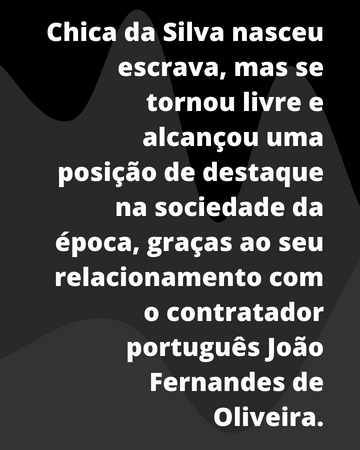 Chica da Silva nasceu
escrava, mas se
tornou livre e
alcançou uma
posição de destaque
na sociedade da
época, graças ao seu
relacionamento com
o contratador
português João
Fernandes de
Oliveira.